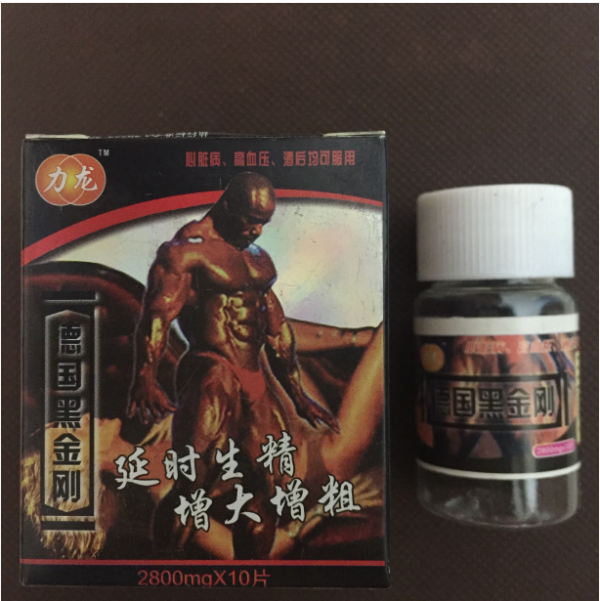 心脏病、高血压、酒后均可服用
力龙
TM
德国黑金刚
延时生精
增大增粗
2800mgX10片
德国黑金刚